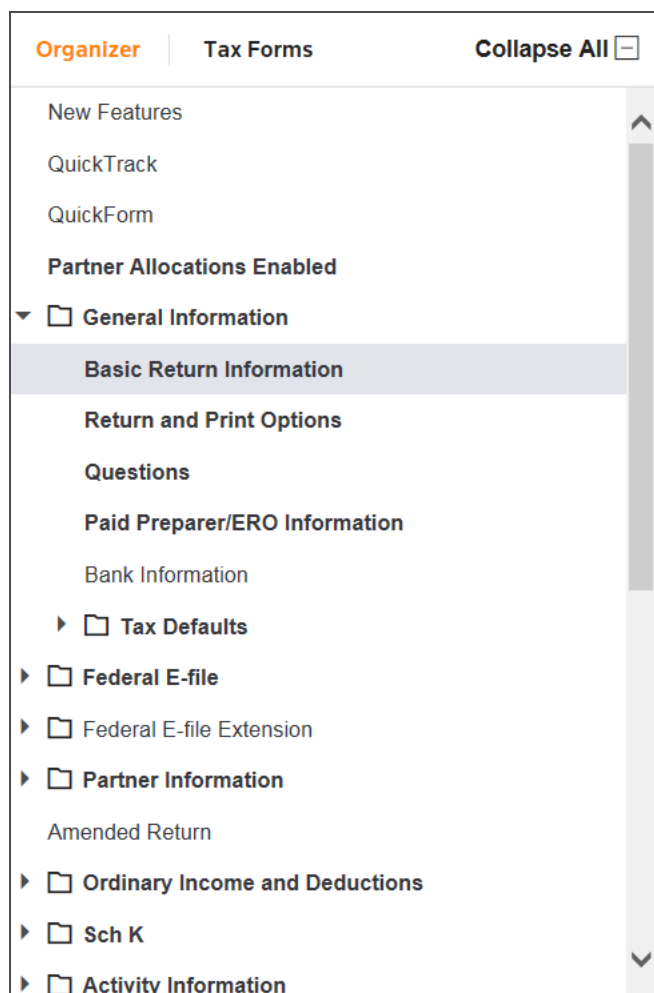 Organizer Tax Forms Collapse All
New Features
QuickTrack
QuickForm
Partner Allocations Enabled
General Information
Basic Return Information
Return and Print Options
Questions
Paid Preparer/ERO Information
Bank Information
Tax Defaults
Federal E-file
Federal E-file Extension
Partner Information
Amended Return
Ordinary Income and Deductions
Sch K
Activity Information